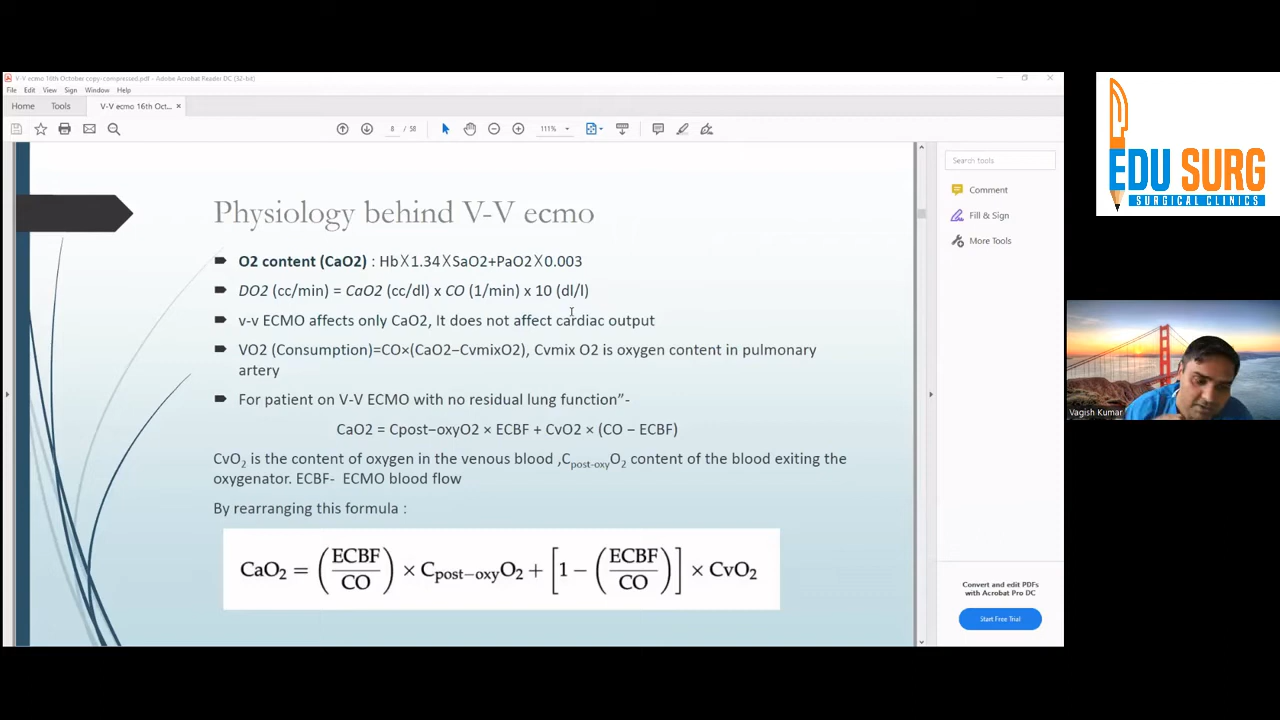 V-V ecmo 16th October copy-compressed.pdf - Adobe Acrobat Reader DC (32-bit)
File Edit View Sign Window Help
Home Tools V-V ecmo 16th Oct... ×
8 / 58 111%
Physiology behind V-V ecmo
O2 content (CaO2) : HbX1.34XSaO2+PaO2X0.003
DO2 (cc/min) = CaO2 (cc/dl) x CO (1/min) x 10 (dl/l)
v-v ECMO affects only CaO2, It does not affect cardiac output
VO2 (Consumption)=CO×(CaO2−CvmixO2), Cvmix O2 is oxygen content in pulmonary
artery
For patient on V-V ECMO with no residual lung function”-
CaO2 = Cpost−oxyO2 × ECBF + CvO2 × (CO − ECBF)
CvO2 is the content of oxygen in the venous blood ,Cpost-oxyO2 content of the blood exiting the
oxygenator. ECBF- ECMO blood flow
By rearranging this formula :
CaO2 = (ECBF/CO) × Cpost−oxyO2 + [1 − (ECBF/CO)] × CvO2
Search tools
Comment
Fill & Sign
More Tools
Convert and edit PDFs
with Acrobat Pro DC
Start Free Trial
EDU SURG
SURGICAL CLINICS
Vagish Kumar